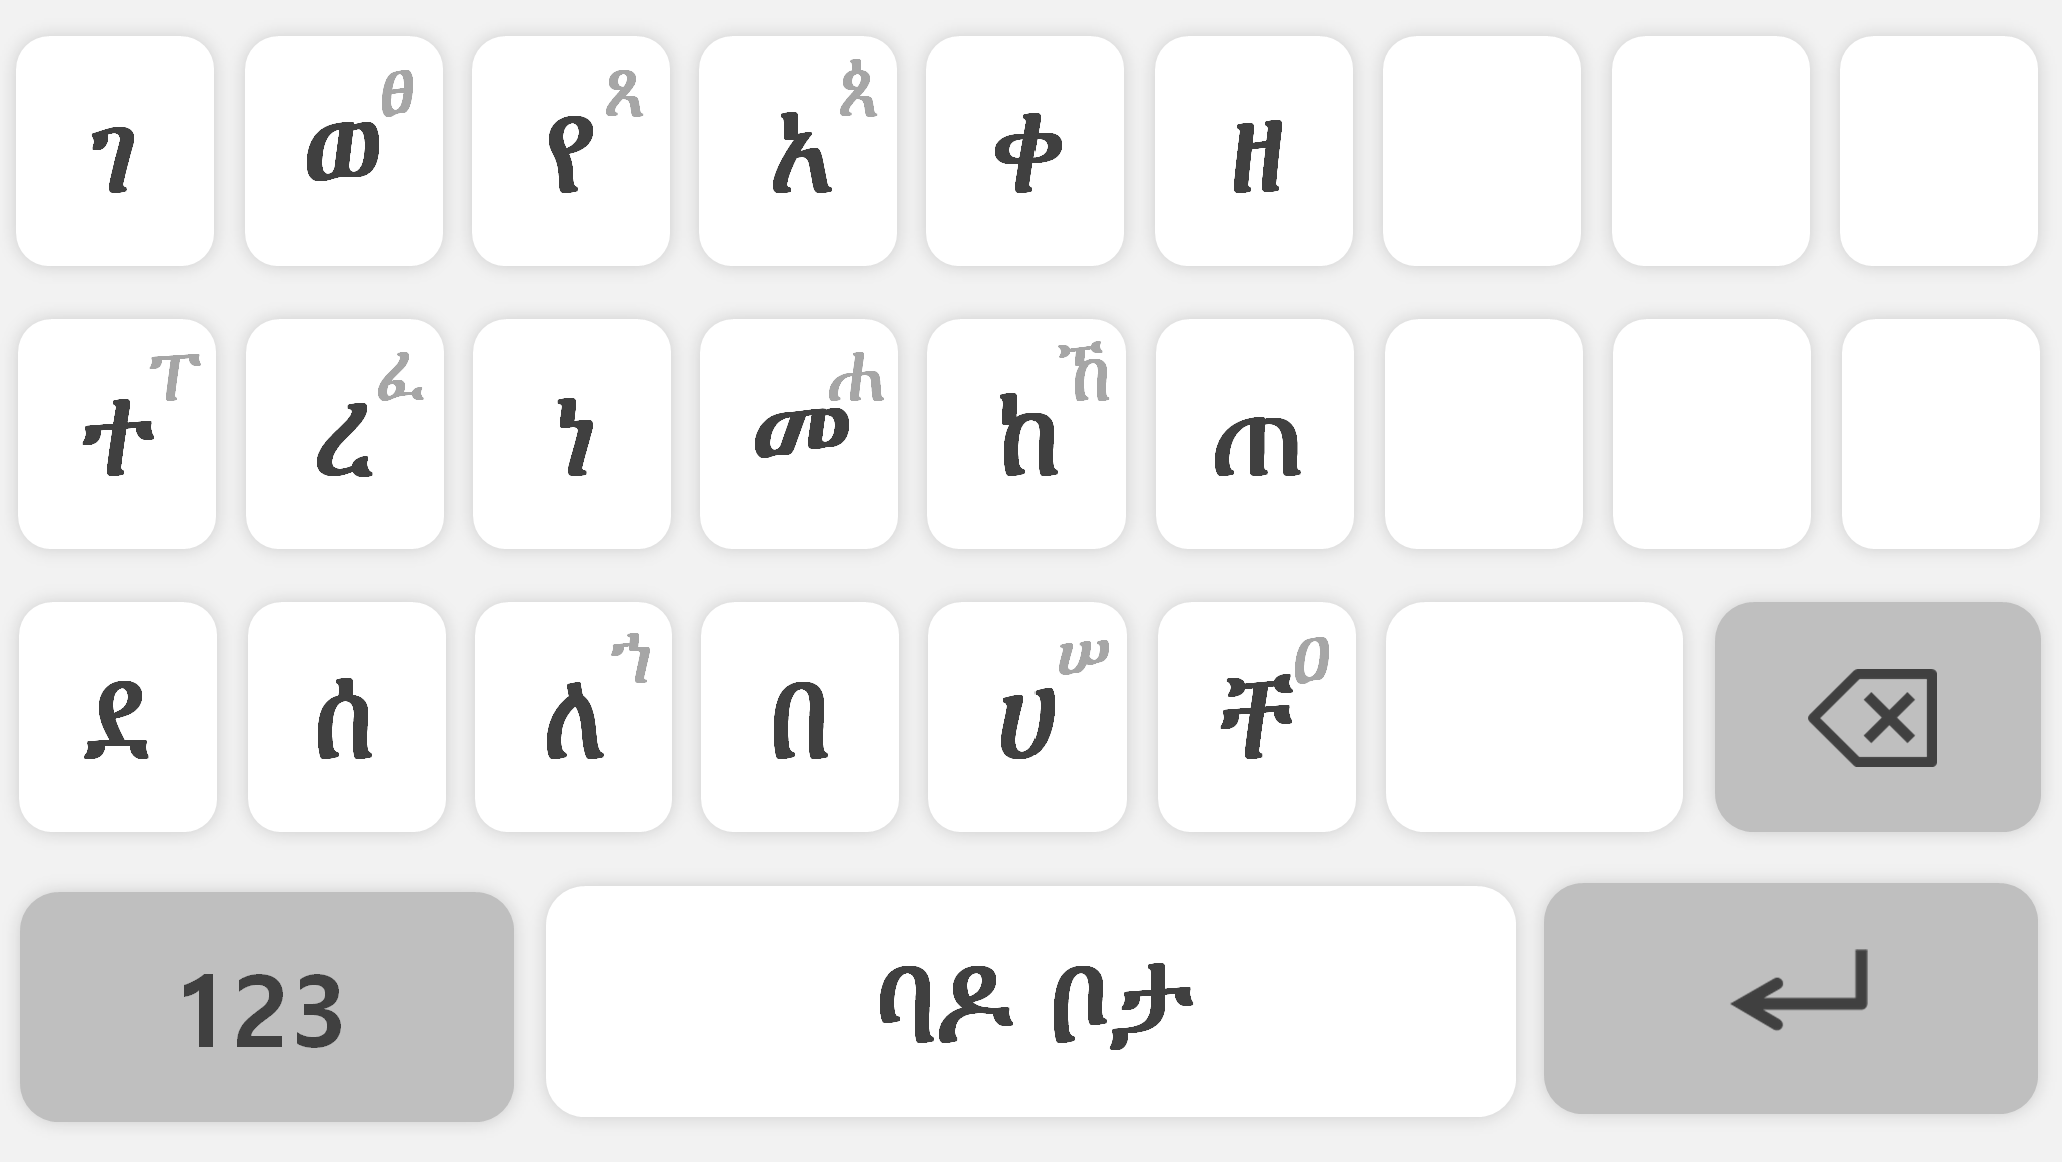 ገ ወ ፀ የ ጸ አ ጰ ቀ ዘ
ተ ፐ ረ ፈ ነ መ ሐ ከ ኸ ጠ
ደ ሰ ለ ኀ በ ሀ ሠ ቸ ዐ
123 ባዶ ቦታ